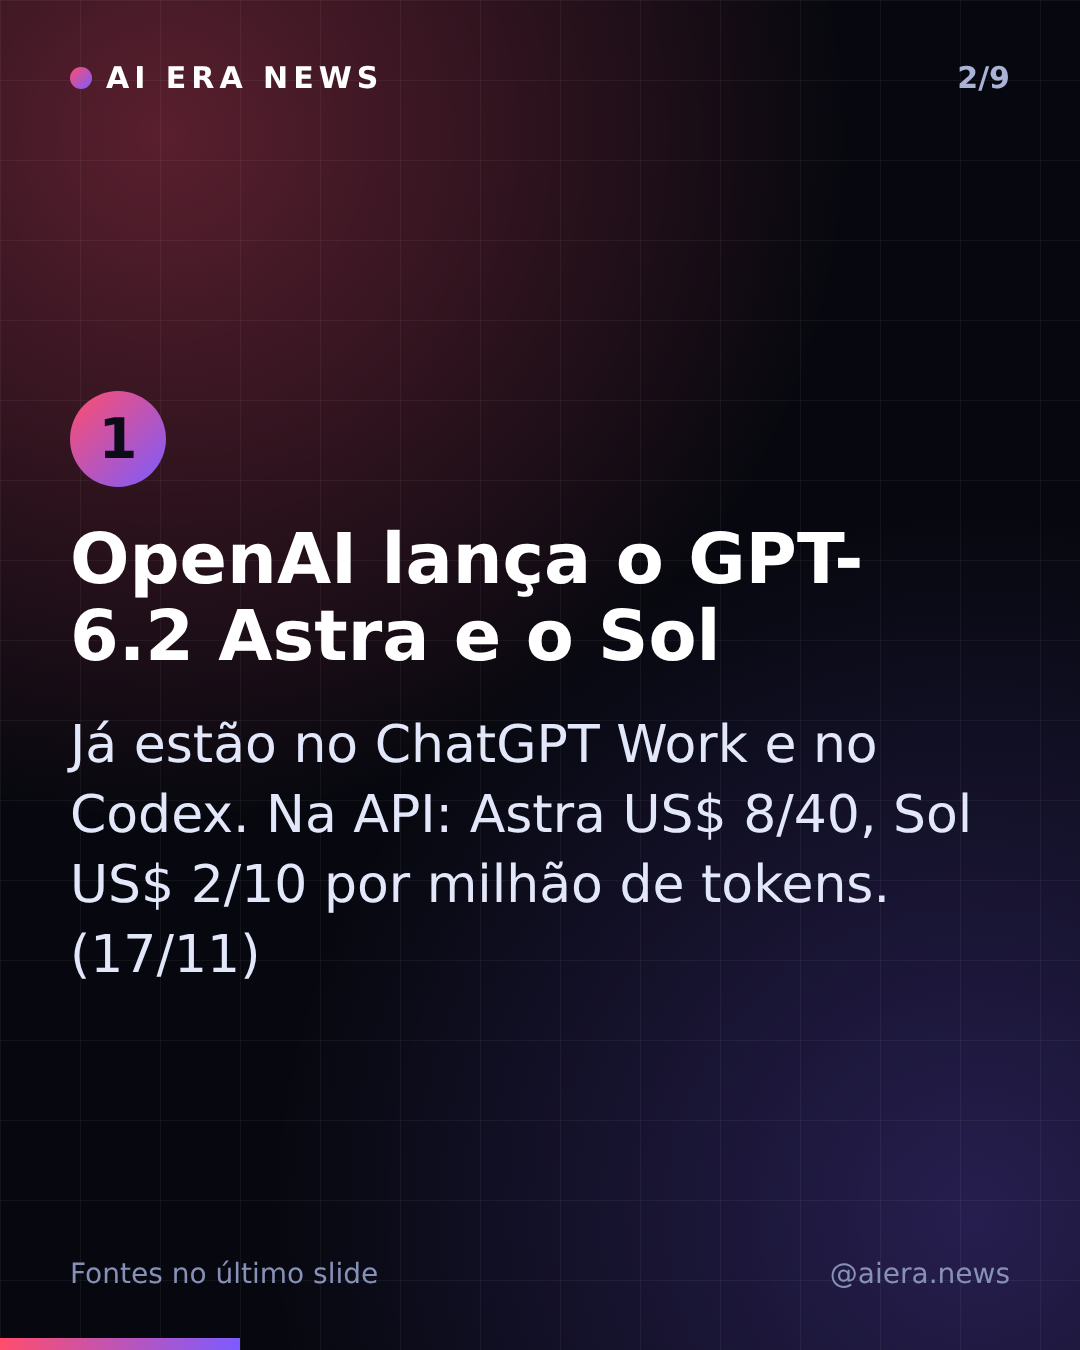 AI ERA NEWS
2/9
1
OpenAI lança o GPT-
6.2 Astra e o Sol
Já estão no ChatGPT Work e no
Codex. Na API: Astra US$ 8/40, Sol
US$ 2/10 por milhão de tokens.
(17/11)
Fontes no último slide
@aiera.news